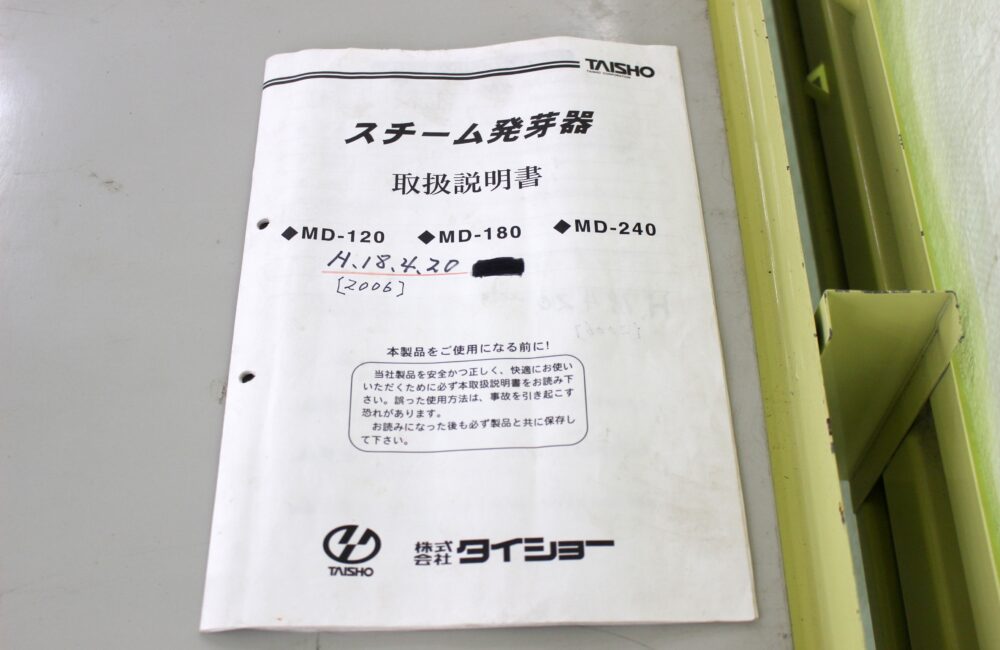 TAISHO
スチーム発芽器
取扱説明書
◆MD-120 ◆MD-180 ◆MD-240
H.18.4.20
[2006]
本製品をご使用になる前に!
当社製品を安全かつ正しく、快適にお使い
いただくために必ず本取扱説明書をお読み下
さい。誤った使用方法は、事故を引き起こす
恐れがあります。
お読みになった後も必ず製品と共に保存し
て下さい。
TAISHO
株式会社タイショー